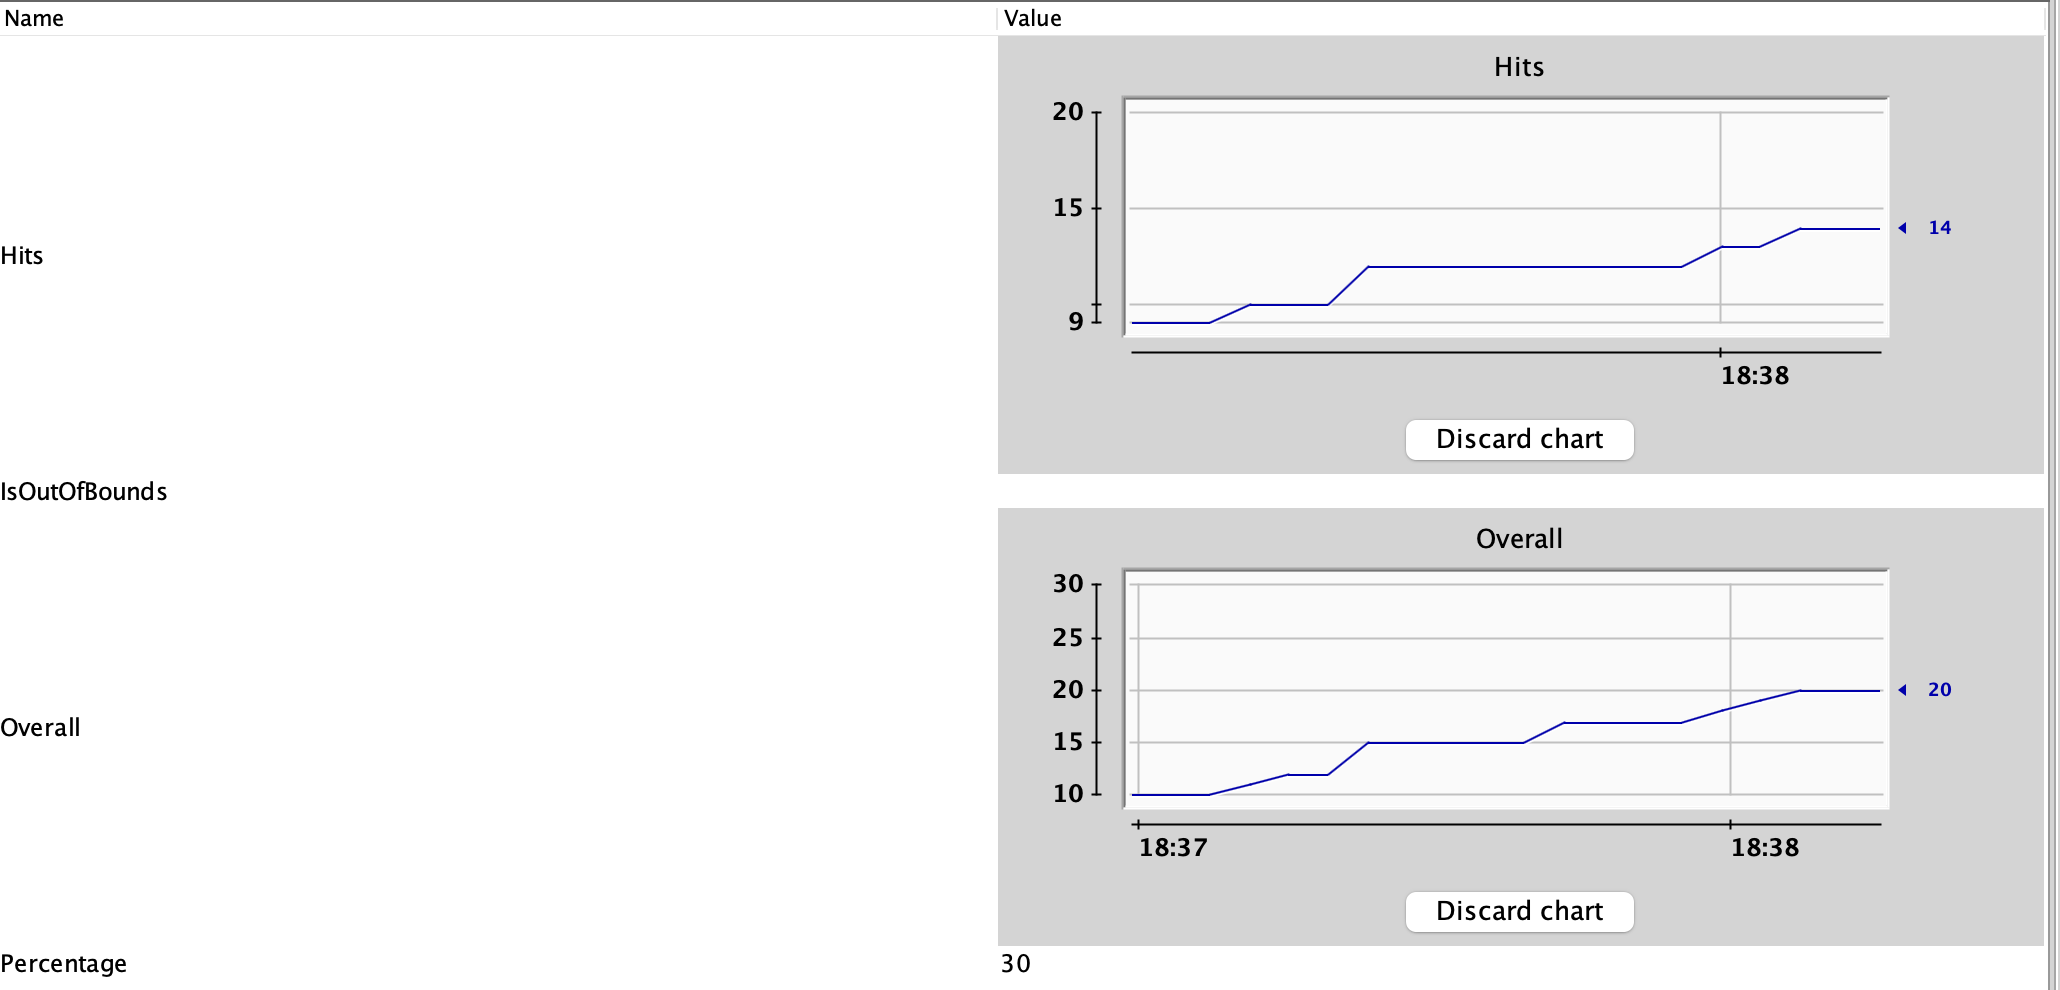 Name Value
Hits
Hits
20
15
9
14
18:38
Discard chart
IsOutOfBounds
Overall
Overall
30
25
20
15
10
20
18:37 18:38
Discard chart
Percentage 30